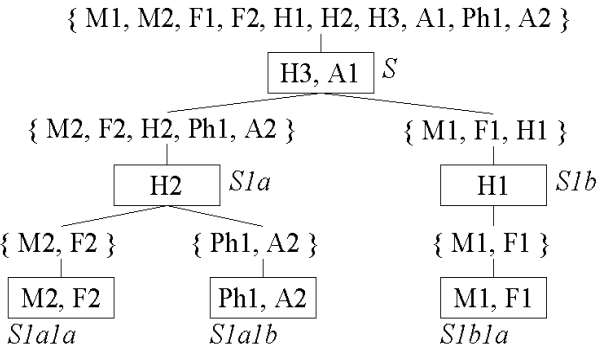 { M1, M2, F1, F2, H1, H2, H3, A1, Ph1, A2 }
H3, A1 S
{ M2, F2, H2, Ph1, A2 } { M1, F1, H1 }
H2 S1a H1 S1b
{ M2, F2 } { Ph1, A2 } { M1, F1 }
M2, F2 Ph1, A2 M1, F1
S1a1a S1a1b S1b1a